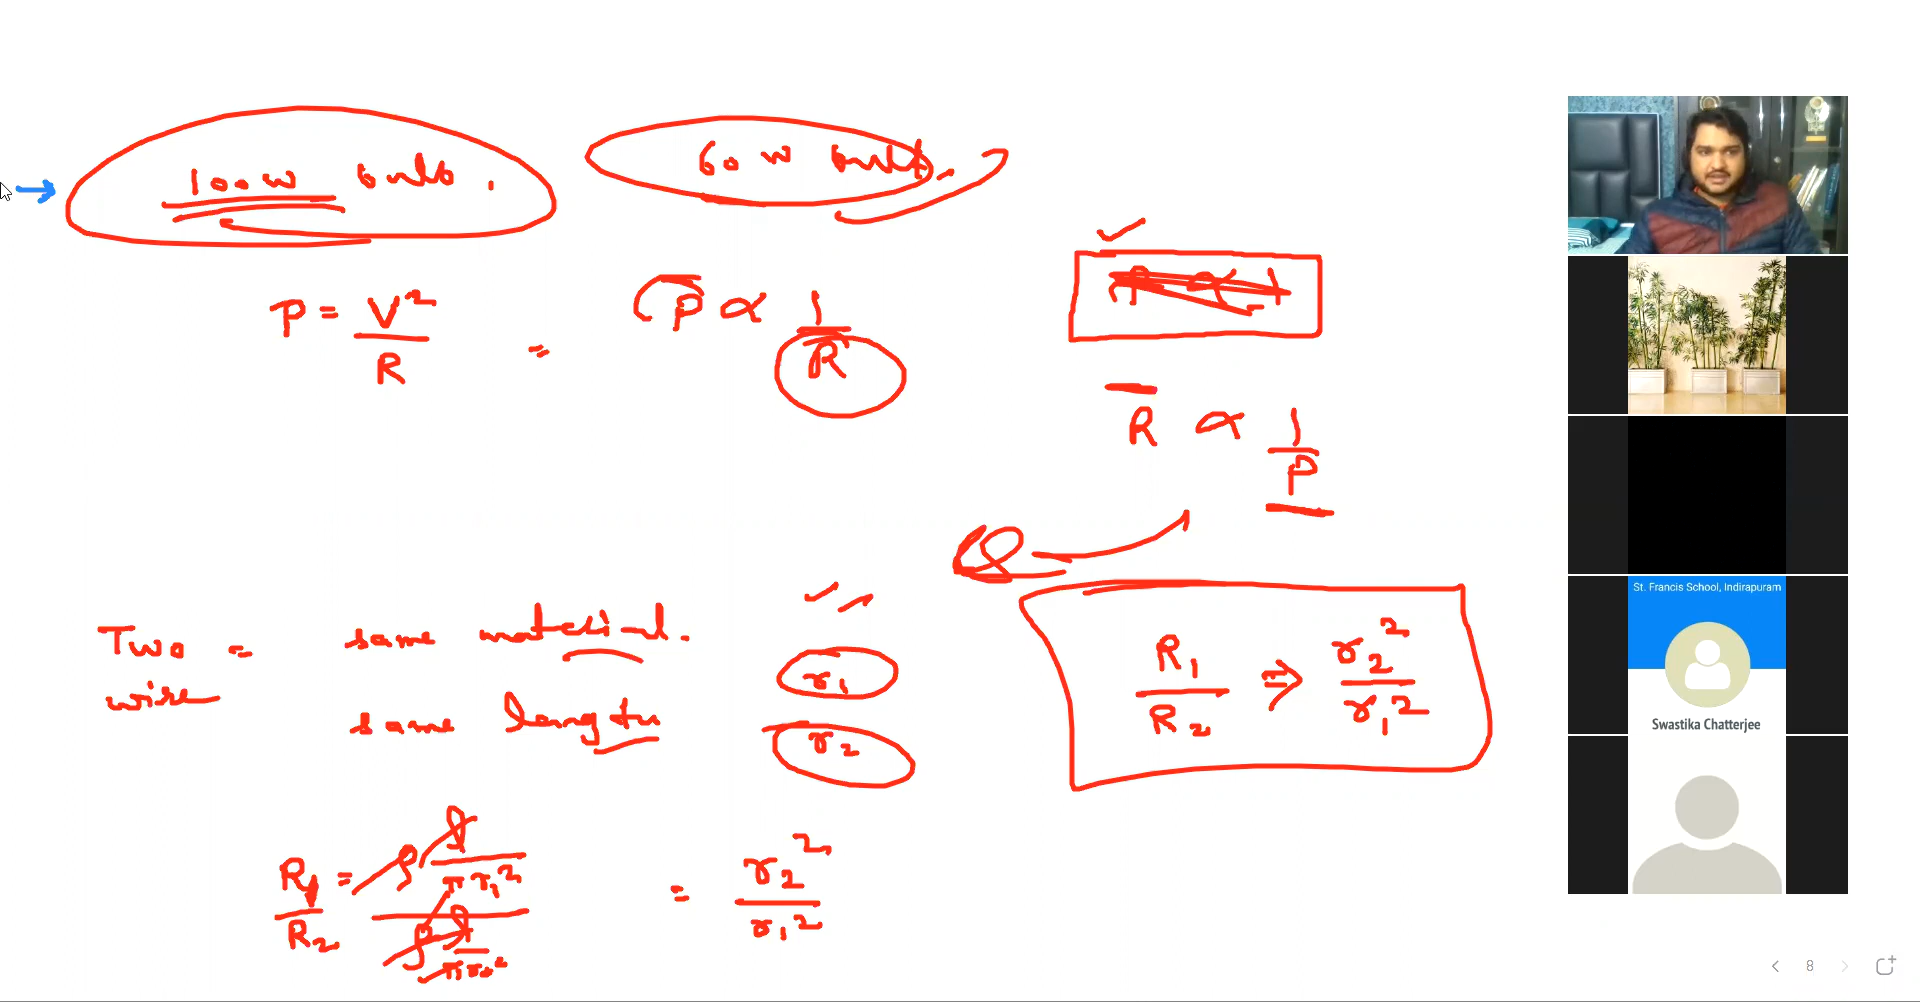 100W bulb.
60 W bulb.
P = V²/R = P ∝ 1/R
R ∝ 1/P
Two wire = same material. r₁
same length r₂
R₁/R₂ ⇒ r₂²/r₁²
R₁/R₂ = ρ l/πr₁² / ρ l/πr₂² = r₂²/r₁²
St. Francis School, Indirapuram
Swastika Chatterjee
8